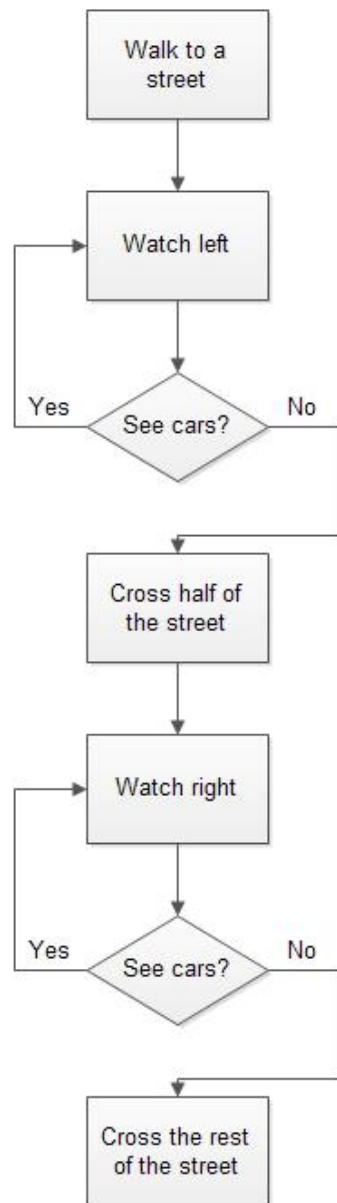 Walk to a
street
Watch left
See cars?
Yes
No
Cross half of
the street
Watch right
See cars?
Yes
No
Cross the rest
of the street